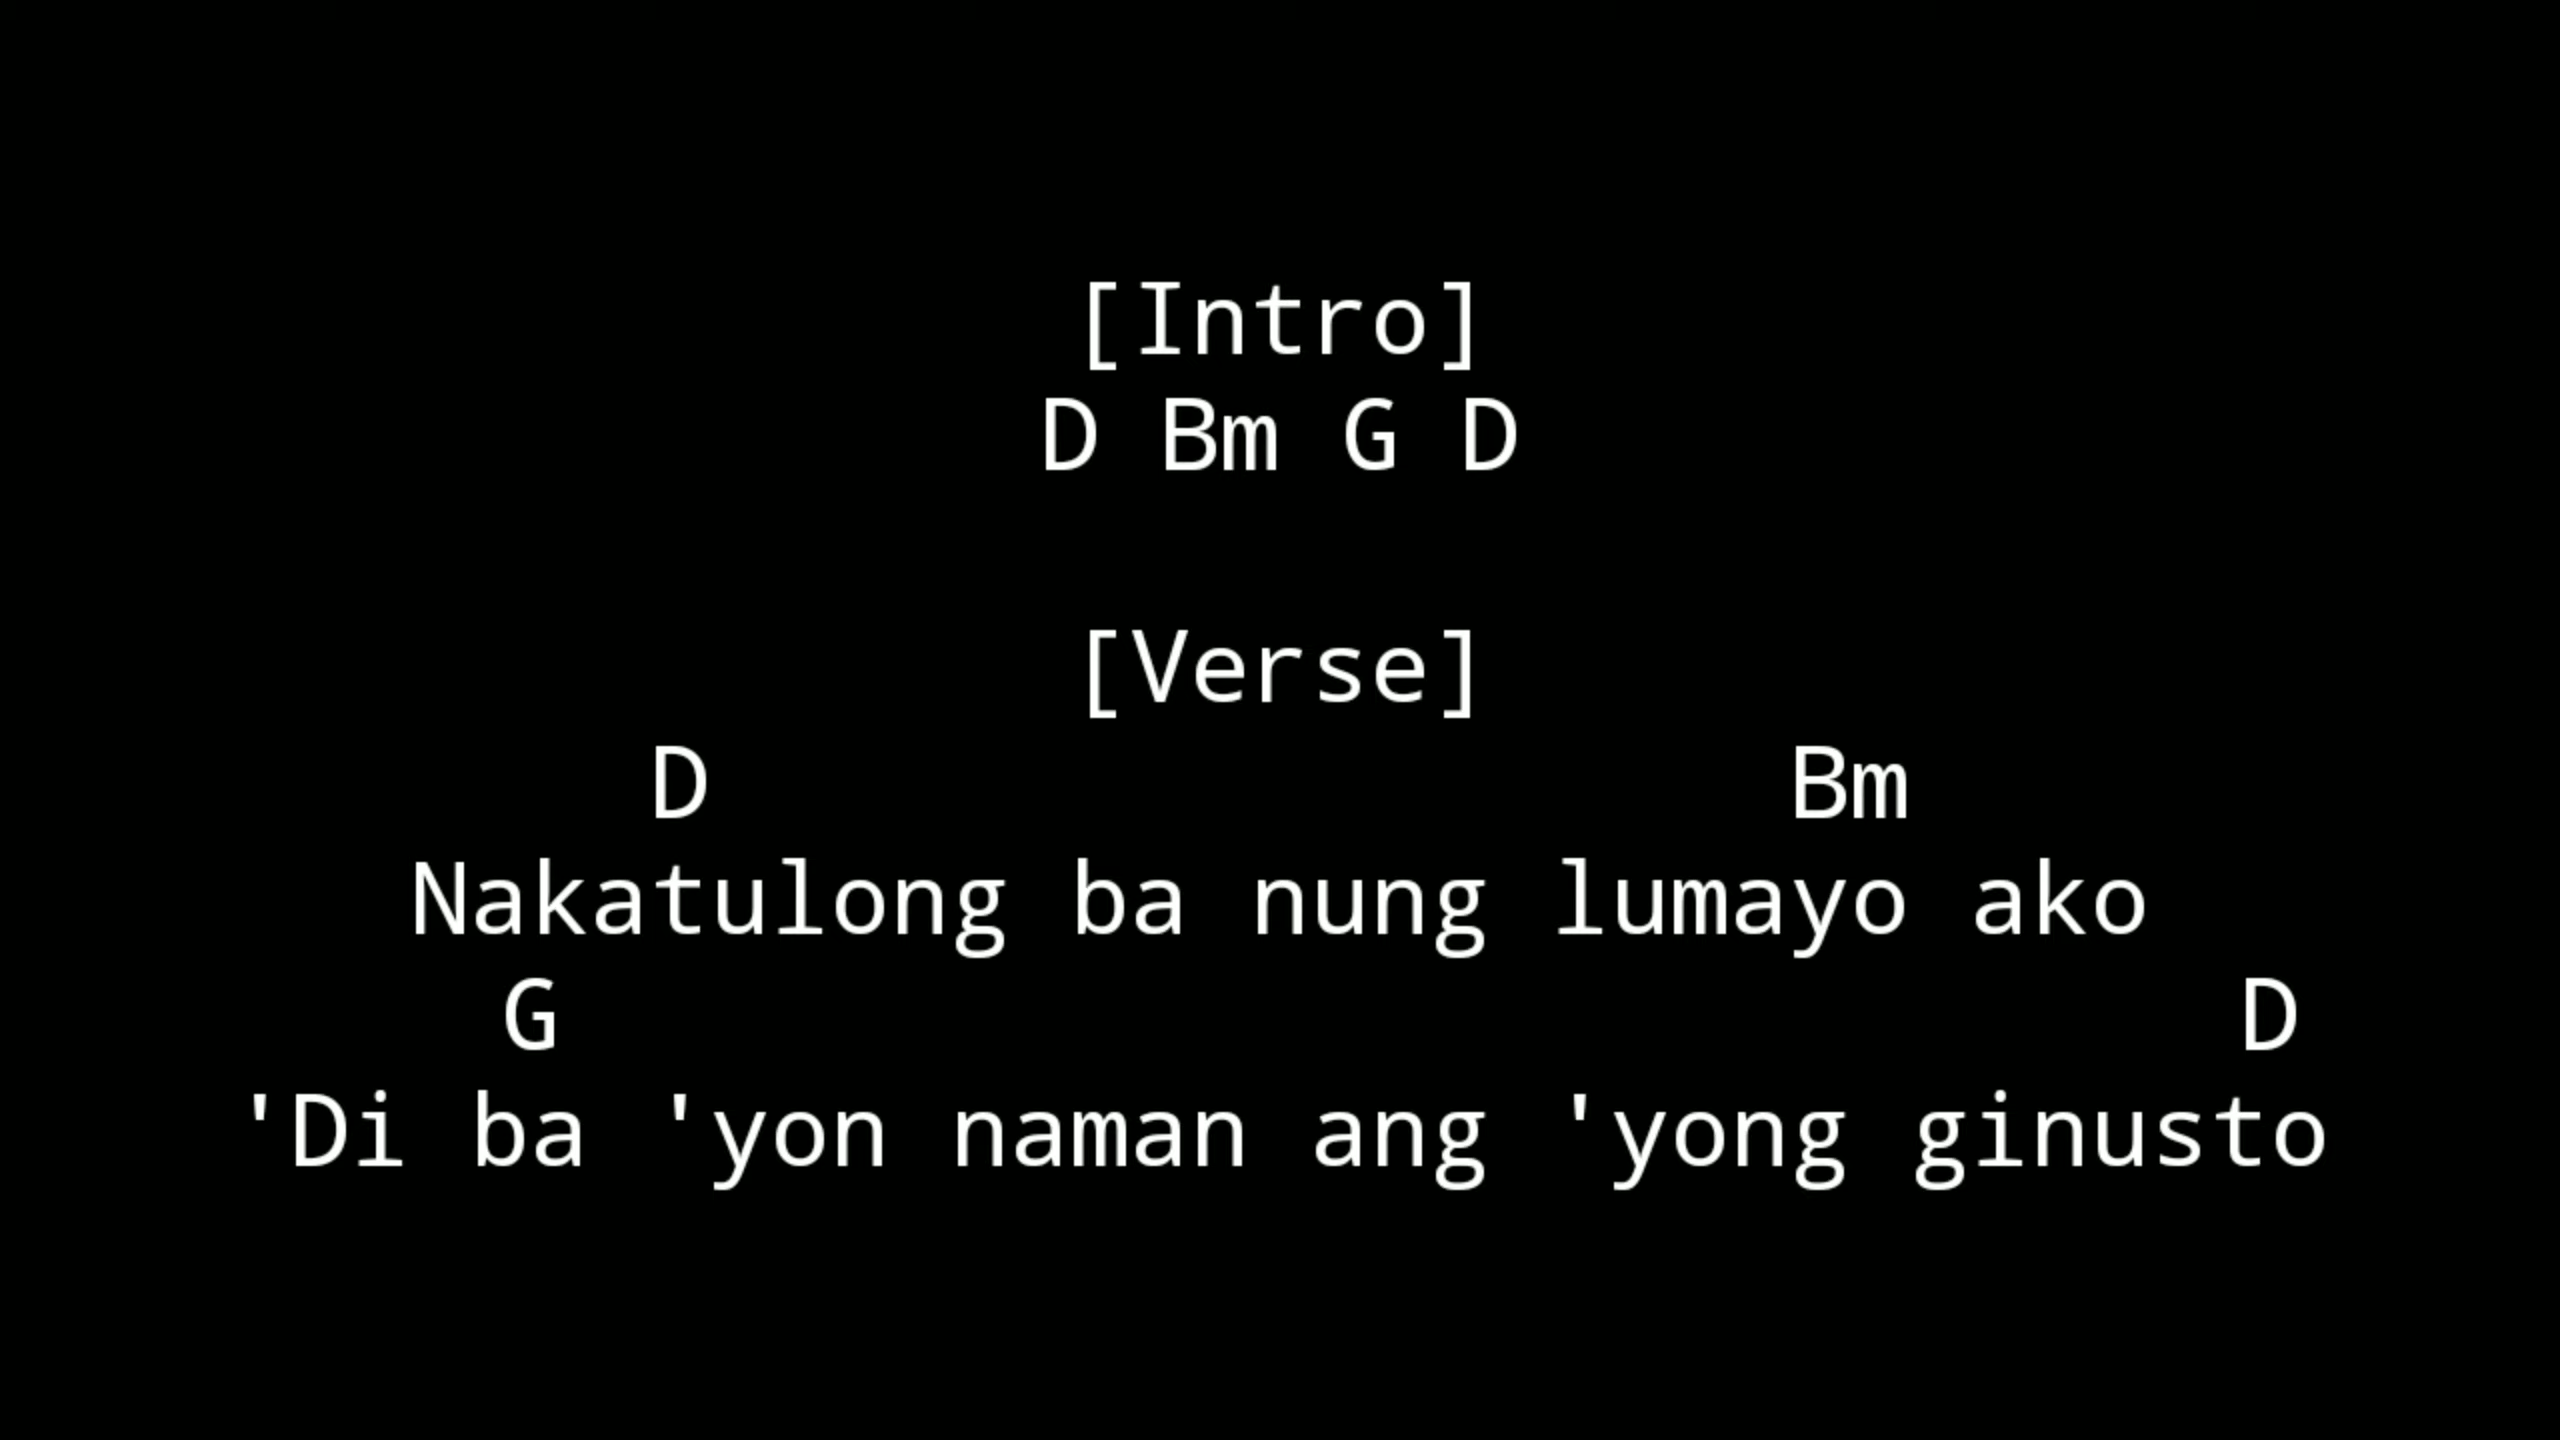 [Intro]
D Bm G D
[Verse]
D Bm
Nakatulong ba nung lumayo ako
G D
'Di ba 'yon naman ang 'yong ginusto